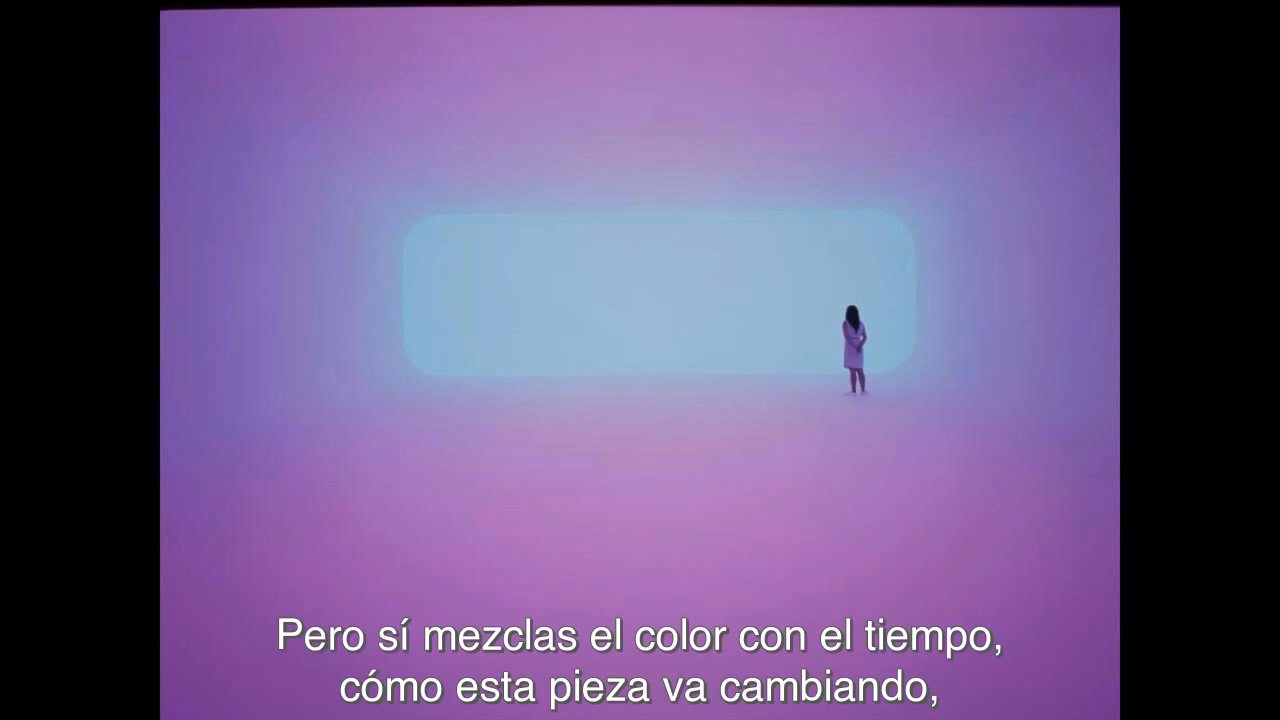 Pero sí mezclas el color con el tiempo,
cómo esta pieza va cambiando,